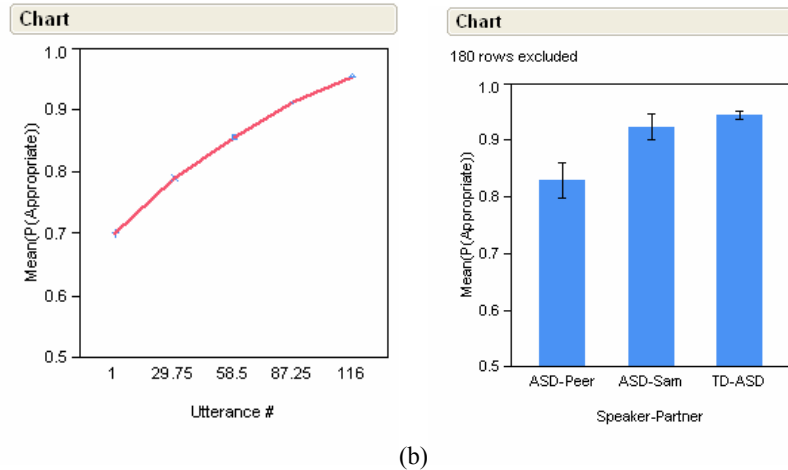 Chart
1.0
0.9
0.8
0.7
0.6
0.5
Mean(P(Appropriate))
1 29.75 58.5 87.25 116
Utterance #
Chart
180 rows excluded
1.0
0.9
0.8
0.7
0.6
0.5
Mean(P(Appropriate))
ASD-Peer ASD-Sam TD-ASD
Speaker-Partner
(b)